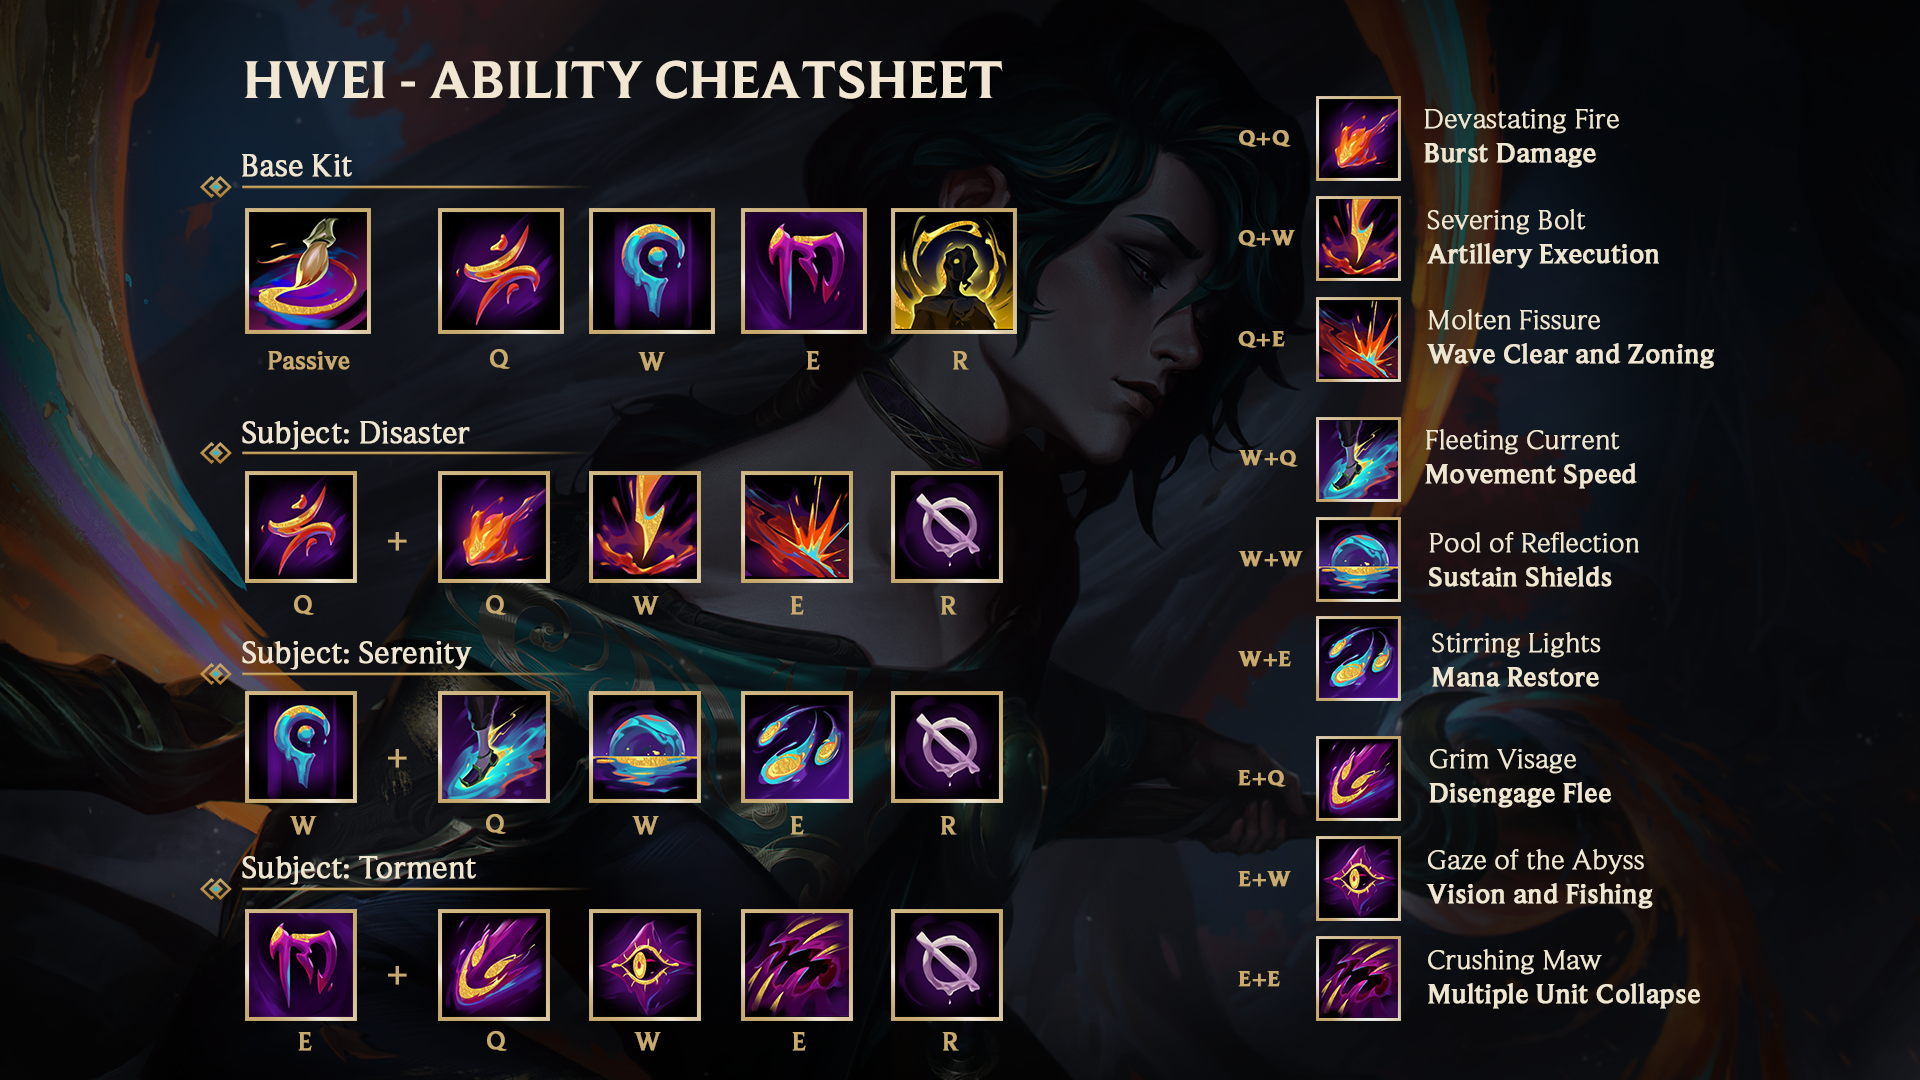 HWEI - ABILITY CHEATSHEET
Base Kit
Passive
Q
W
E
R
Subject: Disaster
+
Q
Q
W
E
R
Subject: Serenity
+
W
Q
W
E
R
Subject: Torment
+
E
Q
W
E
R
Q+Q
Devastating Fire
Burst Damage
Q+W
Severing Bolt
Artillery Execution
Q+E
Molten Fissure
Wave Clear and Zoning
W+Q
Fleeting Current
Movement Speed
W+W
Pool of Reflection
Sustain Shields
W+E
Stirring Lights
Mana Restore
E+Q
Grim Visage
Disengage Flee
E+W
Gaze of the Abyss
Vision and Fishing
E+E
Crushing Maw
Multiple Unit Collapse